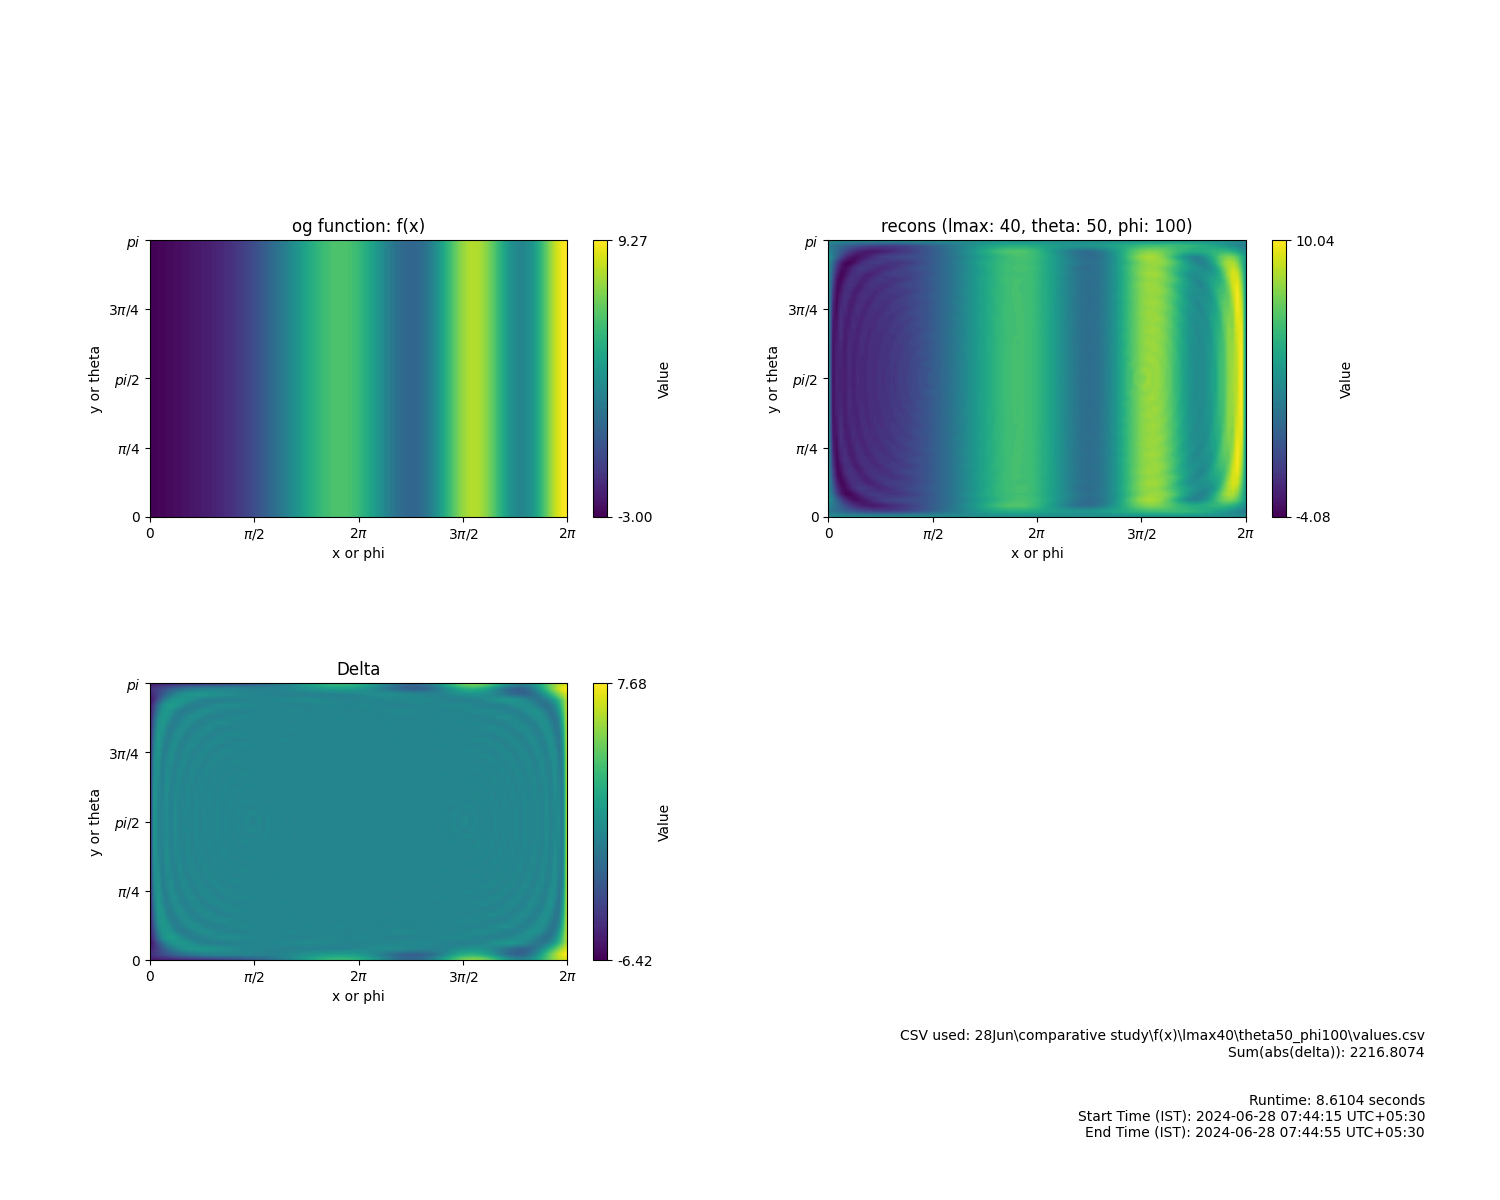 og function: f(x)
pi
3π/4
pi/2
π/4
0
y or theta
0
π/2
2π
3π/2
2π
x or phi
9.27
-3.00
Value
recons (lmax: 40, theta: 50, phi: 100)
pi
3π/4
pi/2
π/4
0
y or theta
0
π/2
2π
3π/2
2π
x or phi
10.04
-4.08
Value
Delta
pi
3π/4
pi/2
π/4
0
y or theta
0
π/2
2π
3π/2
2π
x or phi
7.68
-6.42
Value
CSV used: 28Jun\comparative study\f(x)\lmax40\theta50_phi100\values.csv
Sum(abs(delta)): 2216.8074
Runtime: 8.6104 seconds
Start Time (IST): 2024-06-28 07:44:15 UTC+05:30
End Time (IST): 2024-06-28 07:44:55 UTC+05:30